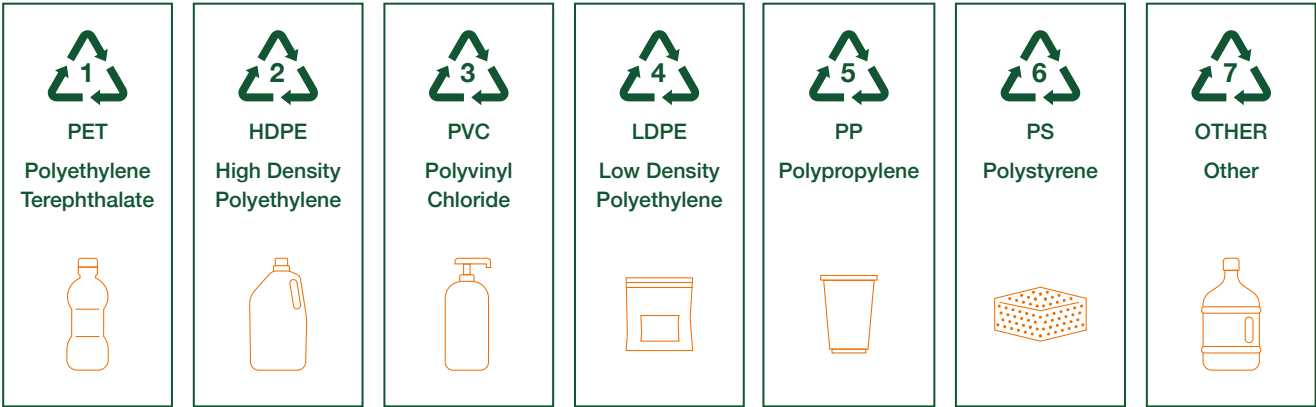 1
PET
Polyethylene
Terephthalate
2
HDPE
High Density
Polyethylene
3
PVC
Polyvinyl
Chloride
4
LDPE
Low Density
Polyethylene
5
PP
Polypropylene
6
PS
Polystyrene
7
OTHER
Other